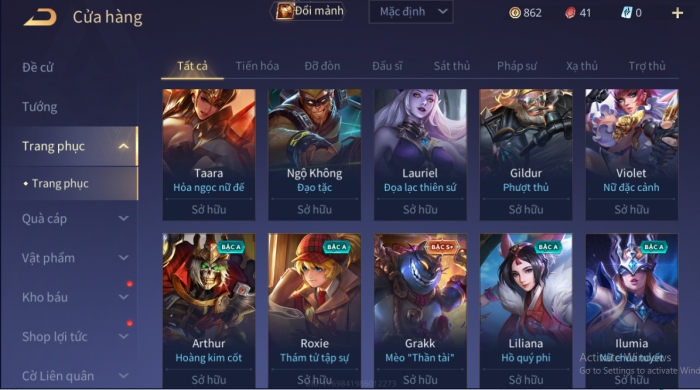 Cửa hàng
Đổi mảnh
Mặc định
862
41
0
Đề cử
Tướng
Trang phục
Trang phục
Quà cáp
Vật phẩm
Kho báu
Shop lợi tức
Cờ Liên quân
Tất cả
Tiến hóa
Đỡ đòn
Đấu sĩ
Sát thủ
Pháp sư
Xạ thủ
Trợ thủ
Taara
Hỏa ngọc nữ đế
Sở hữu
Ngộ Không
Đạo tặc
Sở hữu
Lauriel
Đọa lạc thiên sứ
Sở hữu
Gildur
Phượt thủ
Sở hữu
Violet
Nữ đặc cảnh
Sở hữu
BẬC A
Arthur
Hoàng kim cốt
Sở hữu
BẬC A
Roxie
Thám tử tập sự
Sở hữu
BẬC S+
Grakk
Mèo "Thần tài"
Sở hữu
BẬC A
Liliana
Hồ quý phi
Sở hữu
BẬC A
Ilumia
Sở hữu
Activate Windows
Go to Settings to activate Wind